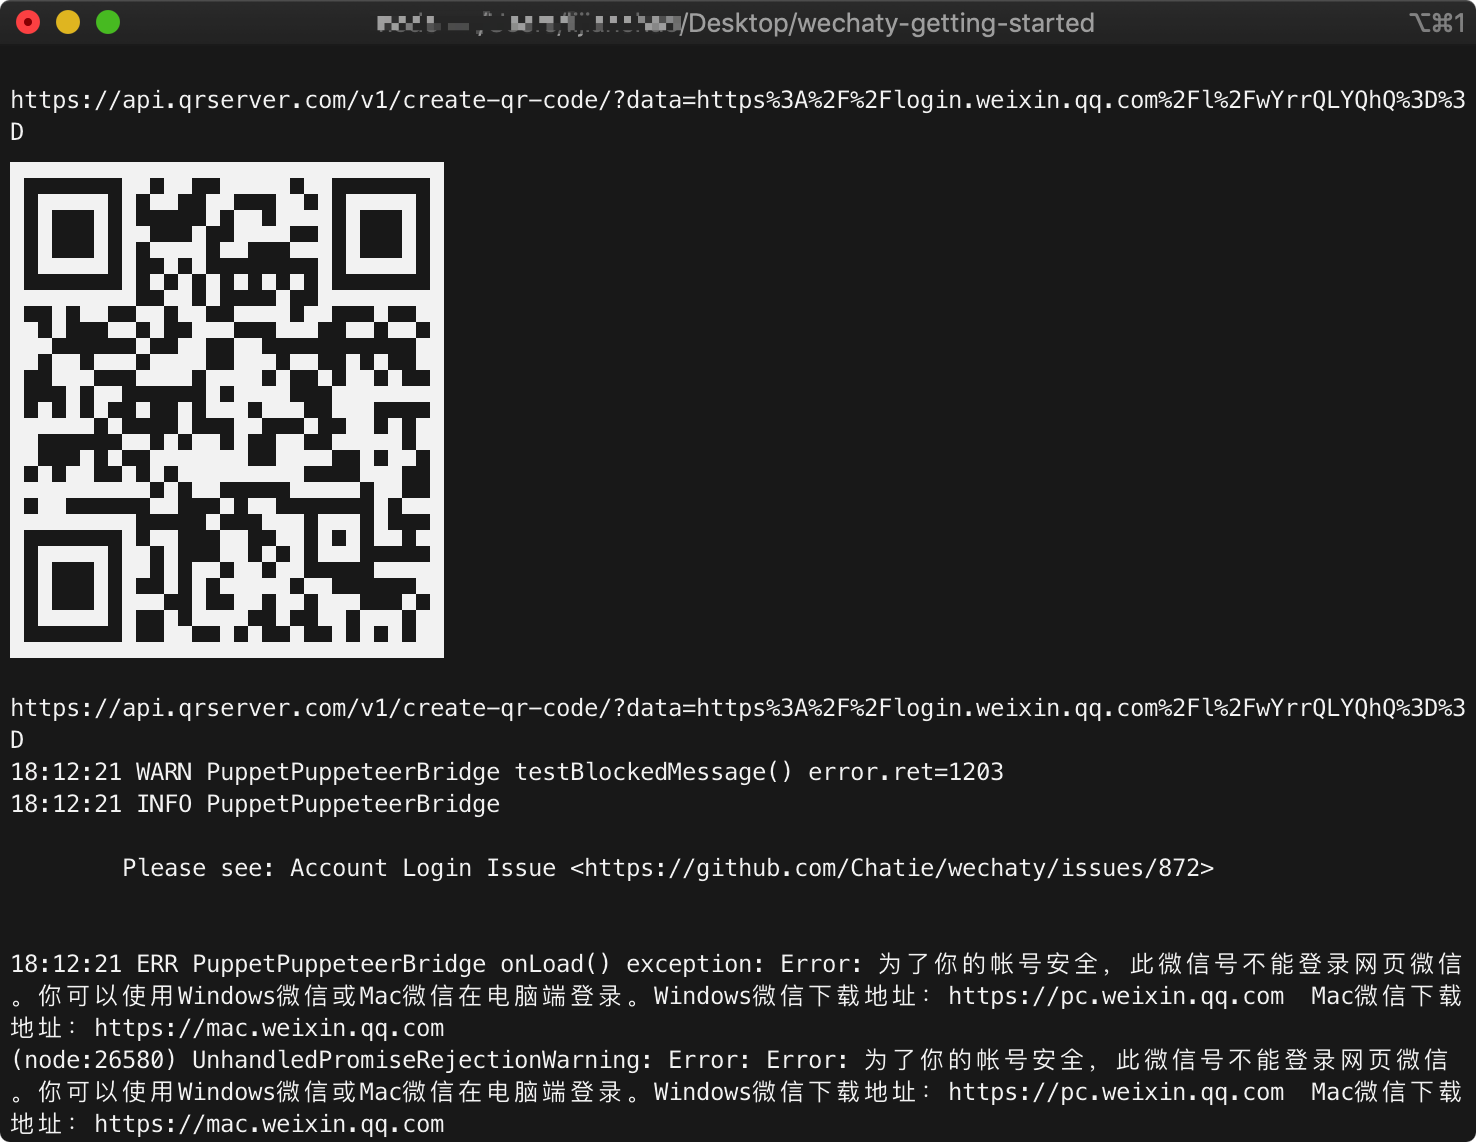 /Desktop/wechaty-getting-started ⌥⌘1
https://api.qrserver.com/v1/create-qr-code/?data=https%3A%2F%2Flogin.weixin.qq.com%2Fl%2FwYrrQLYQhQ%3D%3
D
https://api.qrserver.com/v1/create-qr-code/?data=https%3A%2F%2Flogin.weixin.qq.com%2Fl%2FwYrrQLYQhQ%3D%3
D
18:12:21 WARN PuppetPuppeteerBridge testBlockedMessage() error.ret=1203
18:12:21 INFO PuppetPuppeteerBridge
Please see: Account Login Issue <https://github.com/Chatie/wechaty/issues/872>
18:12:21 ERR PuppetPuppeteerBridge onLoad() exception: Error: 为了你的帐号安全，此微信号不能登录网页微信
。你可以使用Windows微信或Mac微信在电脑端登录。Windows微信下载地址：https://pc.weixin.qq.com  Mac微信下载
地址：https://mac.weixin.qq.com
(node:26580) UnhandledPromiseRejectionWarning: Error: Error: 为了你的帐号安全，此微信号不能登录网页微信
。你可以使用Windows微信或Mac微信在电脑端登录。Windows微信下载地址：https://pc.weixin.qq.com  Mac微信下载
地址：https://mac.weixin.qq.com